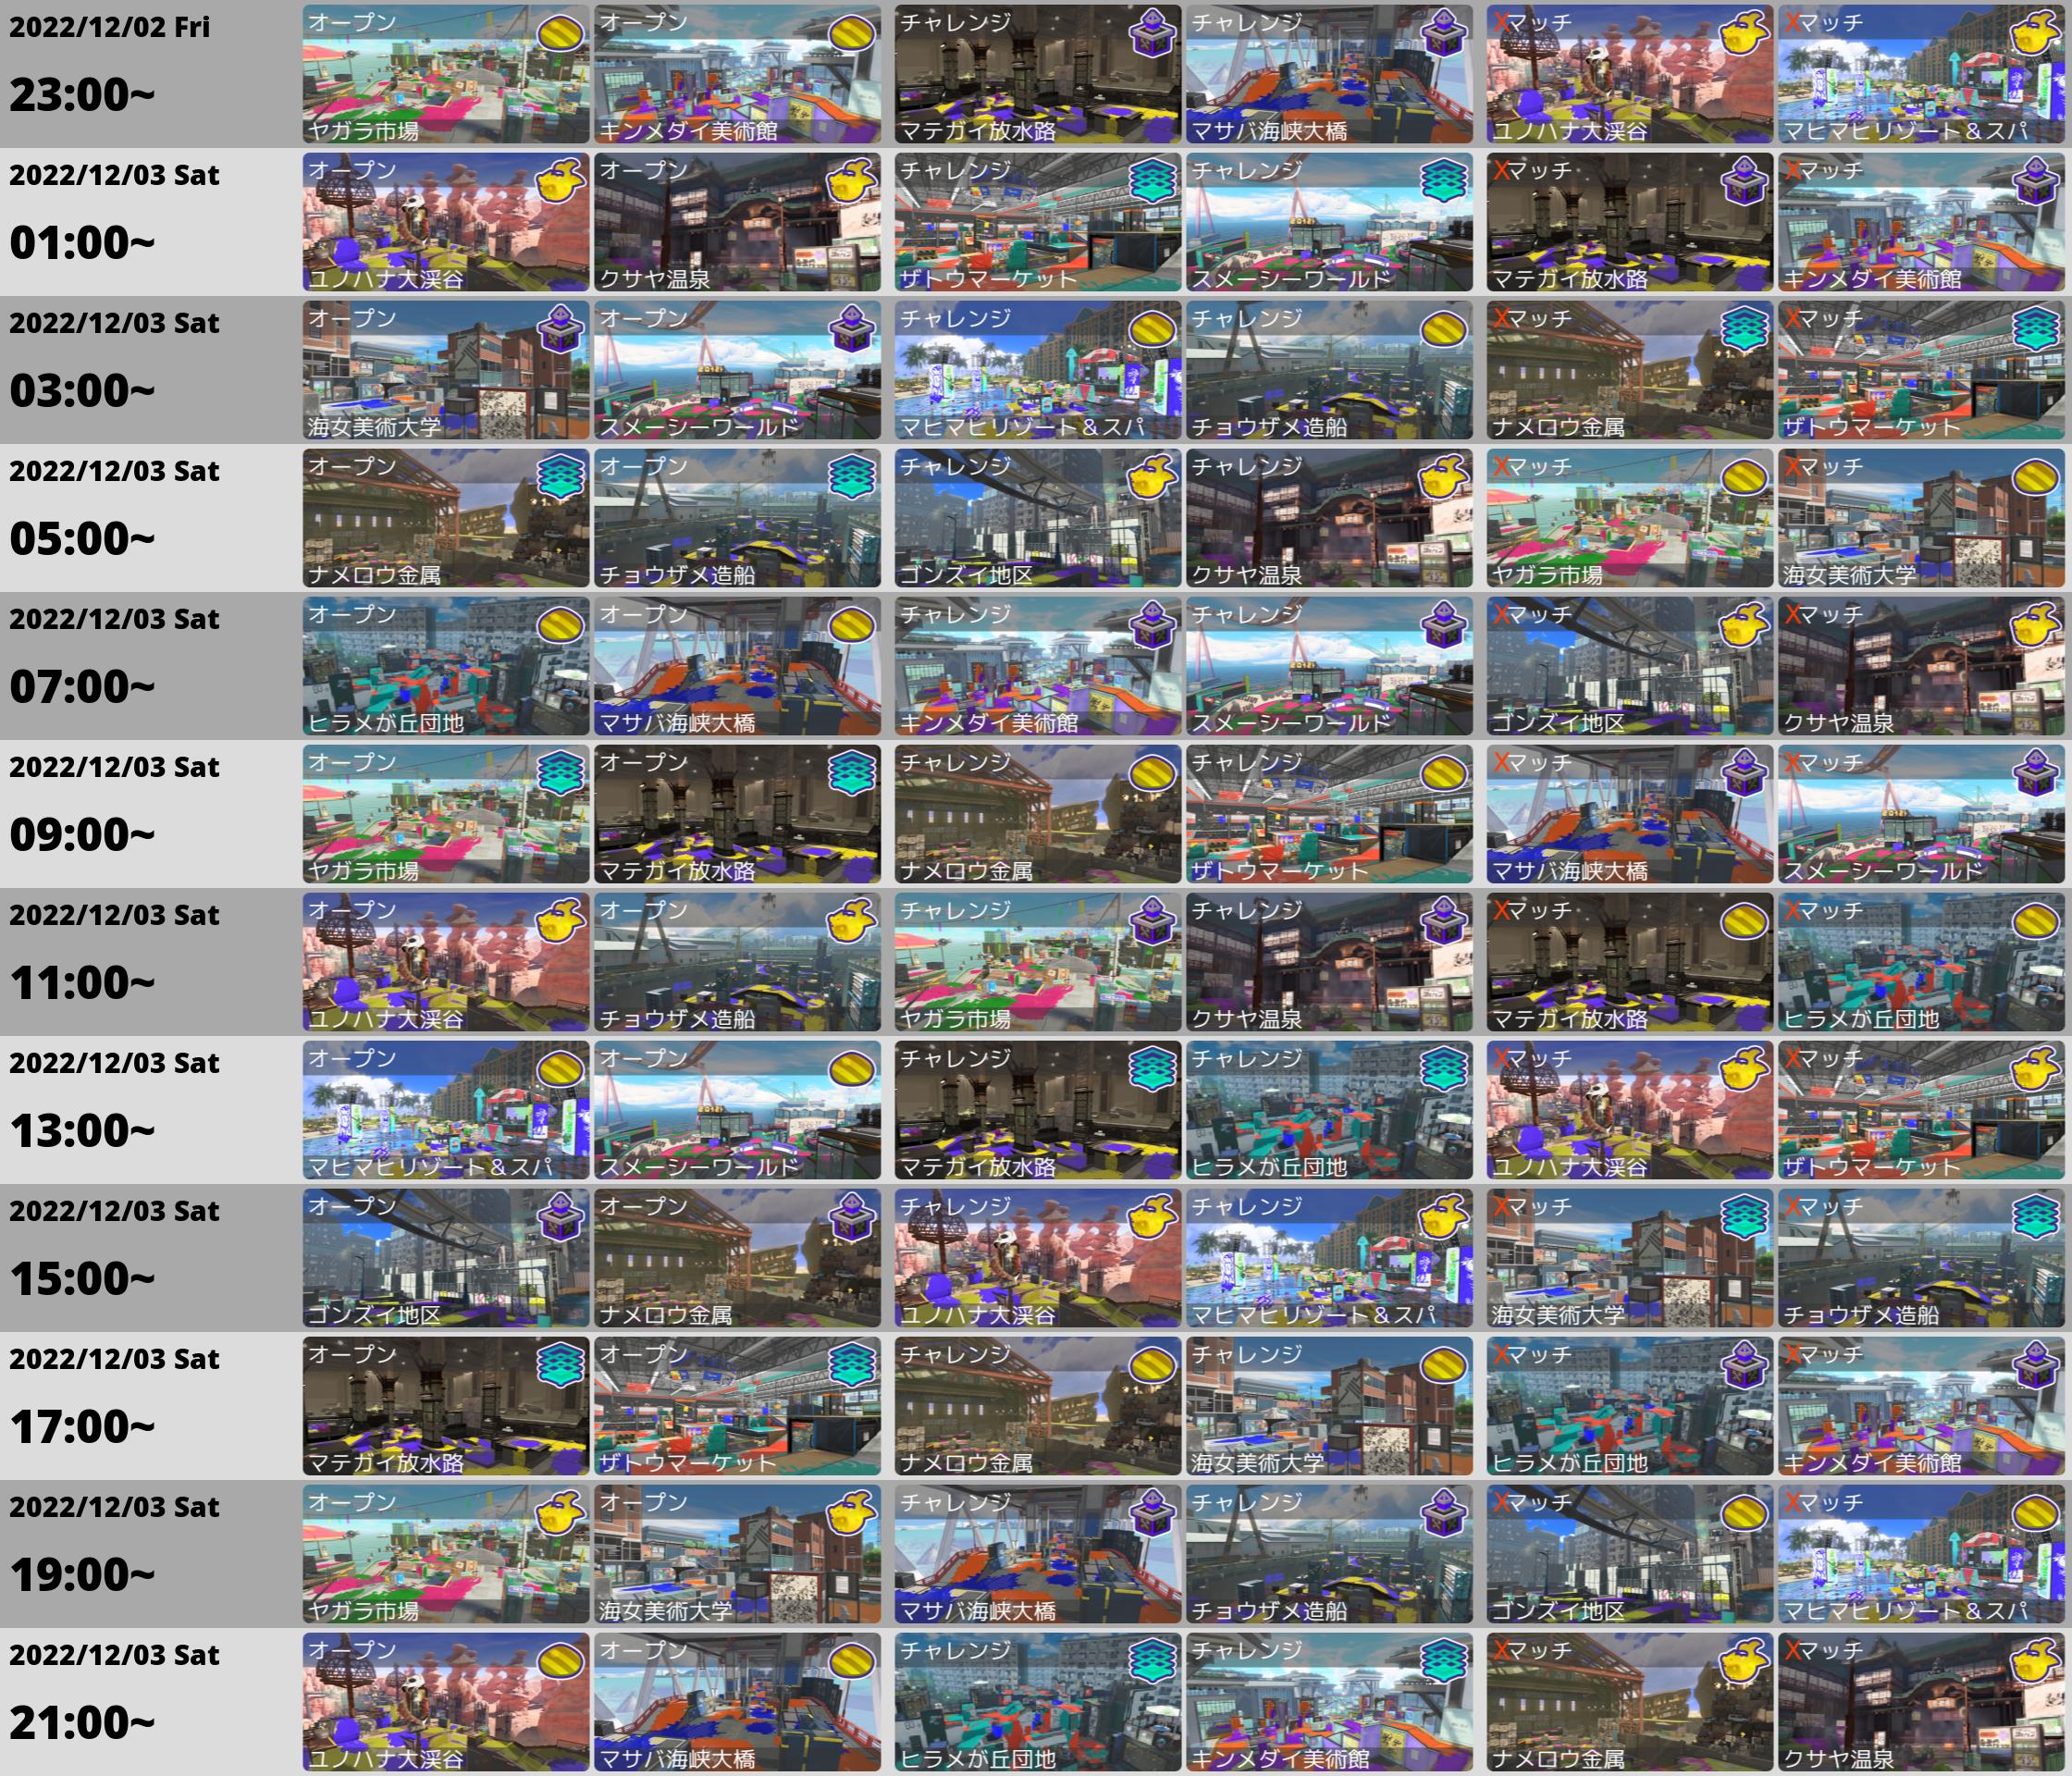 2022/12/02 Fri
23:00~
オープン オープン チャレンジ チャレンジ Xマッチ Xマッチ
ヤガラ市場 キンメダイ美術館 マテガイ放水路 マサバ海峡大橋 ユノハナ大渓谷 マヒマヒリゾート＆スパ
2022/12/03 Sat
01:00~
オープン オープン チャレンジ チャレンジ Xマッチ Xマッチ
ユノハナ大渓谷 クサヤ温泉 ザトウマーケット スメーシーワールド マテガイ放水路 キンメダイ美術館
2022/12/03 Sat
03:00~
オープン オープン チャレンジ チャレンジ Xマッチ Xマッチ
海女美術大学 スメーシーワールド マヒマヒリゾート＆スパ チョウザメ造船 ナメロウ金属 ザトウマーケット
2022/12/03 Sat
05:00~
オープン オープン チャレンジ チャレンジ Xマッチ Xマッチ
ナメロウ金属 チョウザメ造船 ゴンズイ地区 クサヤ温泉 ヤガラ市場 海女美術大学
2022/12/03 Sat
07:00~
オープン オープン チャレンジ チャレンジ Xマッチ Xマッチ
ヒラメが丘団地 マサバ海峡大橋 キンメダイ美術館 スメーシーワールド ゴンズイ地区 クサヤ温泉
2022/12/03 Sat
09:00~
オープン オープン チャレンジ チャレンジ Xマッチ Xマッチ
ヤガラ市場 マテガイ放水路 ナメロウ金属 ザトウマーケット マサバ海峡大橋 スメーシーワールド
2022/12/03 Sat
11:00~
オープン オープン チャレンジ チャレンジ Xマッチ Xマッチ
ユノハナ大渓谷 チョウザメ造船 ヤガラ市場 クサヤ温泉 マテガイ放水路 ヒラメが丘団地
2022/12/03 Sat
13:00~
オープン オープン チャレンジ チャレンジ Xマッチ Xマッチ
マヒマヒリゾート＆スパ スメーシーワールド マテガイ放水路 ヒラメが丘団地 ユノハナ大渓谷 ザトウマーケット
2022/12/03 Sat
15:00~
オープン オープン チャレンジ チャレンジ Xマッチ Xマッチ
ゴンズイ地区 ナメロウ金属 ユノハナ大渓谷 マヒマヒリゾート＆スパ 海女美術大学 チョウザメ造船
2022/12/03 Sat
17:00~
オープン オープン チャレンジ チャレンジ Xマッチ Xマッチ
マテガイ放水路 ザトウマーケット ナメロウ金属 海女美術大学 ヒラメが丘団地 キンメダイ美術館
2022/12/03 Sat
19:00~
オープン オープン チャレンジ チャレンジ Xマッチ Xマッチ
ヤガラ市場 海女美術大学 マサバ海峡大橋 チョウザメ造船 ゴンズイ地区 マヒマヒリゾート＆スパ
2022/12/03 Sat
21:00~
オープン オープン チャレンジ チャレンジ Xマッチ Xマッチ
ユノハナ大渓谷 マサバ海峡大橋 ヒラメが丘団地 キンメダイ美術館 ナメロウ金属 クサヤ温泉